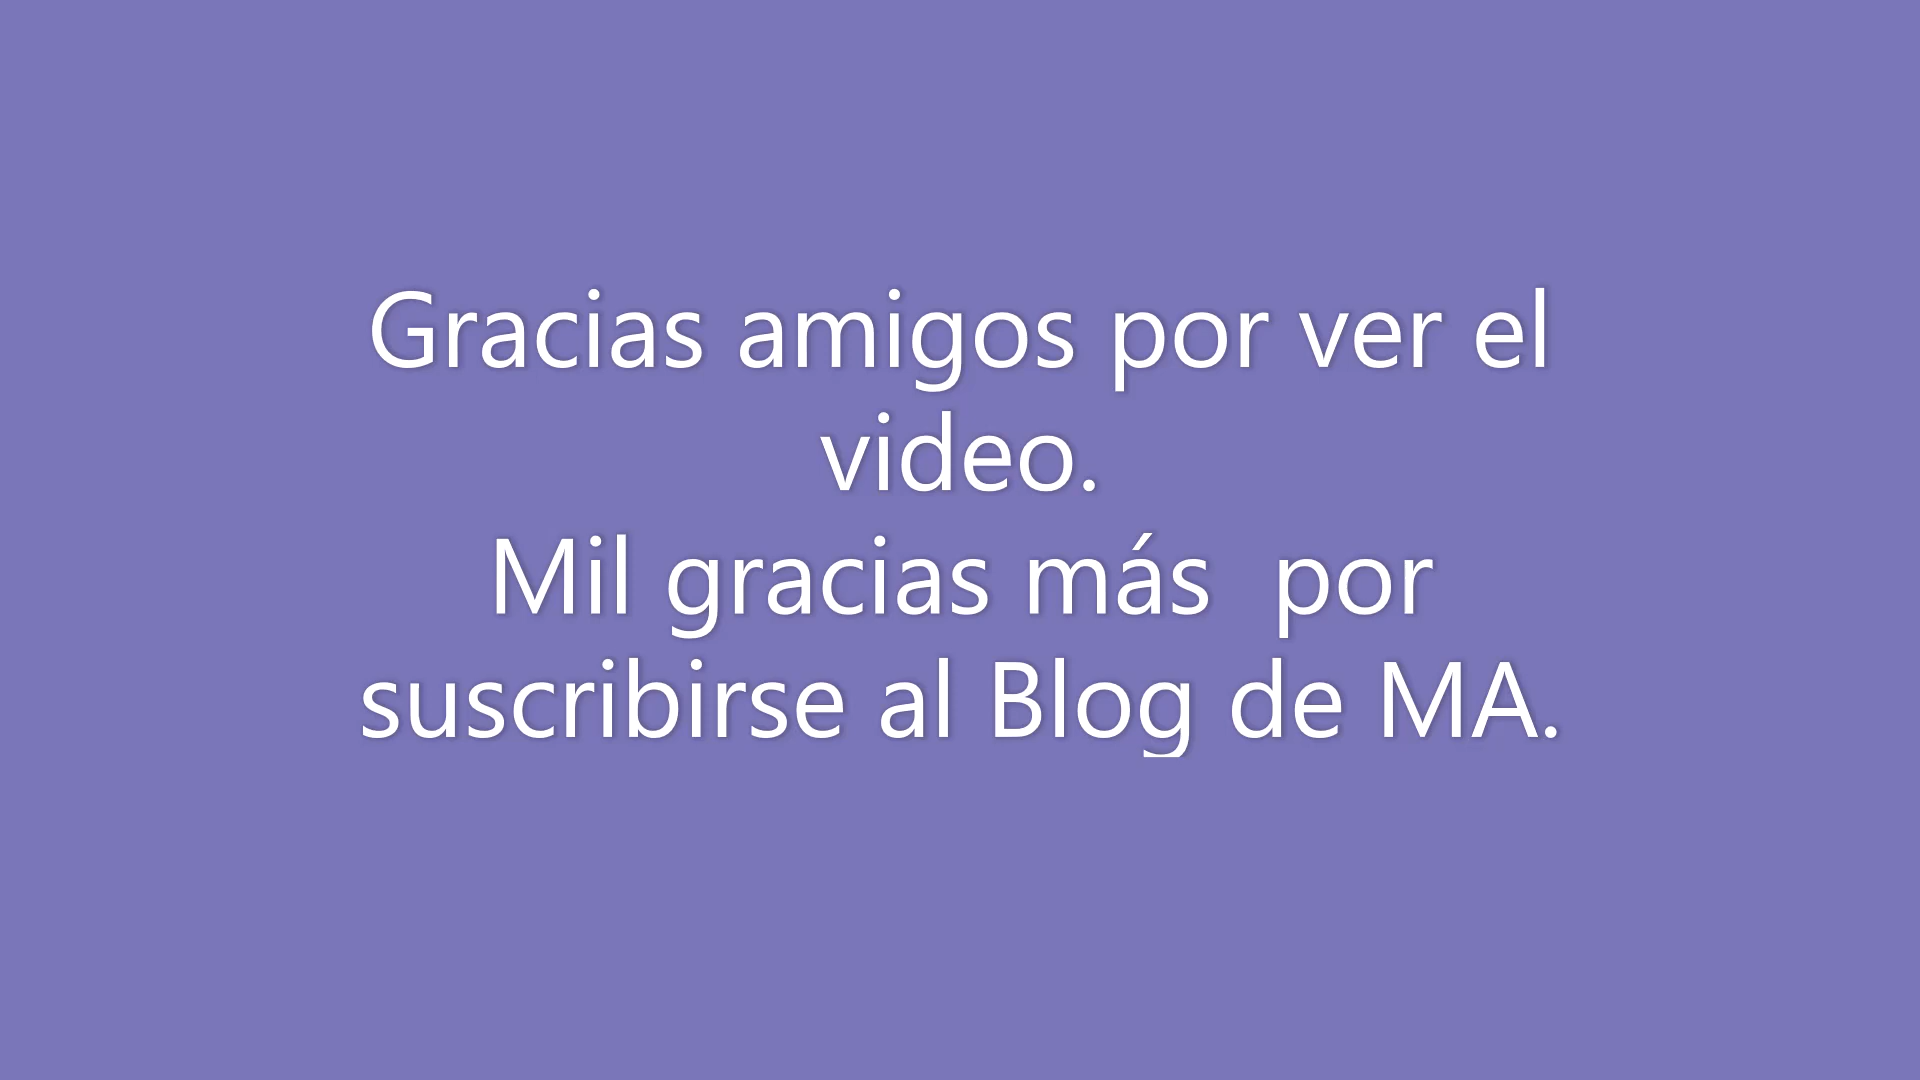 Gracias amigos por ver el
video.
Mil gracias más  por
suscribirse al Blog de MA.